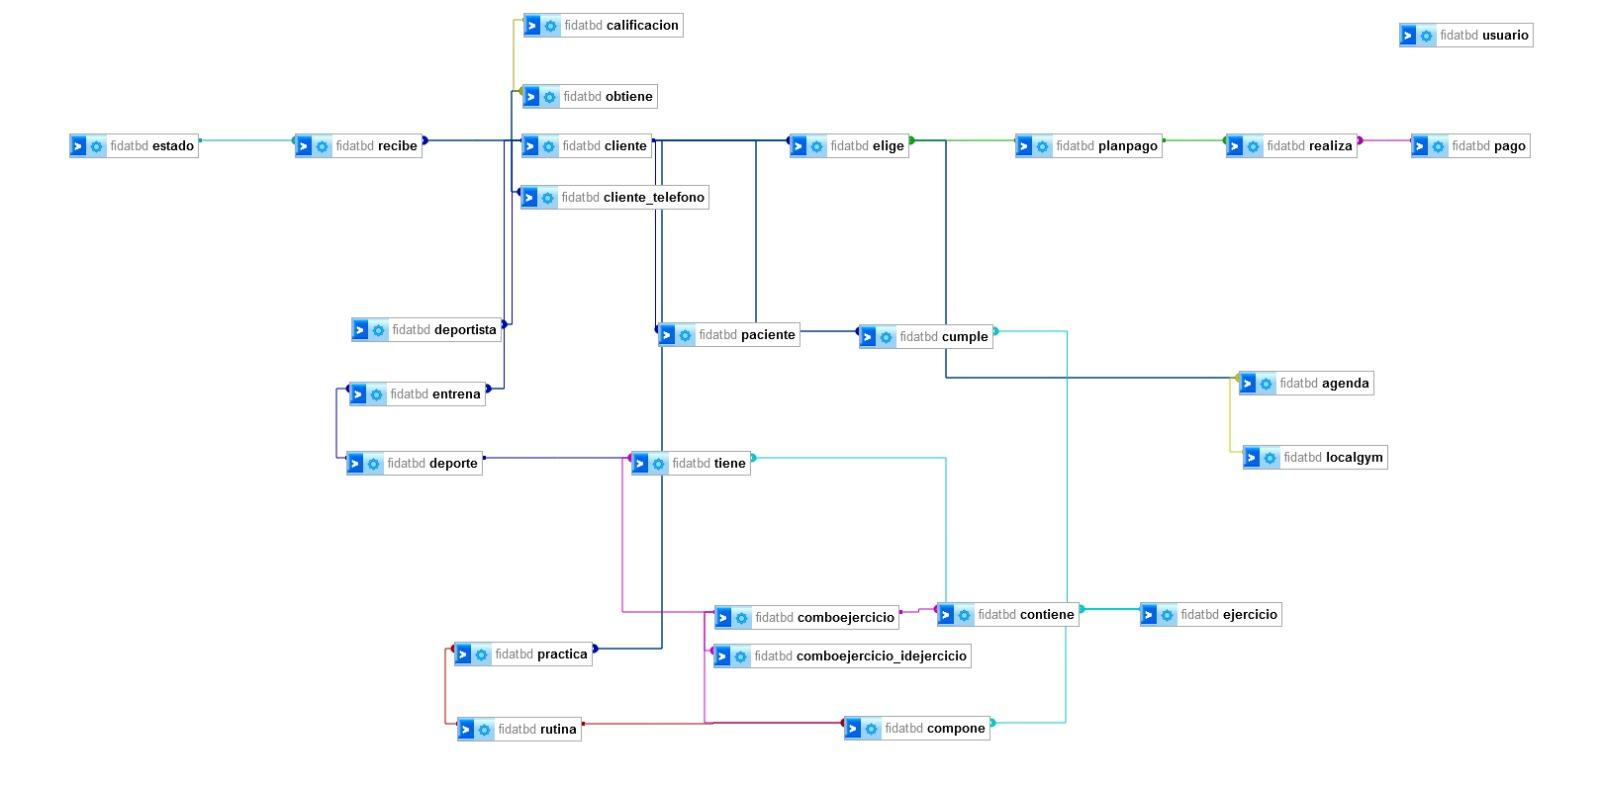 fidatbd calificacion
fidatbd usuario
fidatbd obtiene
fidatbd estado
fidatbd recibe
fidatbd cliente
fidatbd elige
fidatbd planpago
fidatbd realiza
fidatbd pago
fidatbd cliente_telefono
fidatbd deportista
fidatbd paciente
fidatbd cumple
fidatbd agenda
fidatbd entrena
fidatbd localgym
fidatbd deporte
fidatbd tiene
fidatbd comboejercicio
fidatbd contiene
fidatbd ejercicio
fidatbd practica
fidatbd comboejercicio_idejercicio
fidatbd rutina
fidatbd compone